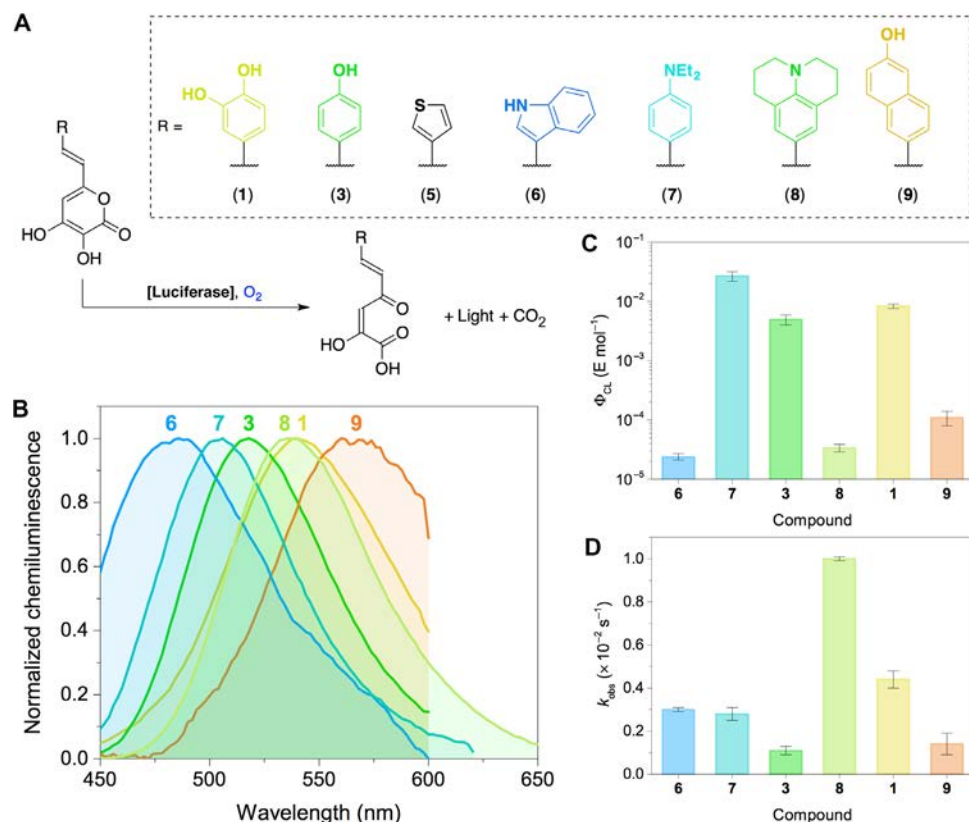 A
OH
HO
OH
OH
S
HN
NEt2
N
OH
R =
(1) (3) (5) (6) (7) (8) (9)
R
O
HO
O
OH
[Luciferase], O2
R
O
HO
O
OH
+ Light + CO2
B
6 7 3 8 1 9
Normalized chemiluminescence
1.0
0.8
0.6
0.4
0.2
0.0
450 500 550 600 650
Wavelength (nm)
C
ΦCL (E mol−1)
10−1
10−2
10−3
10−4
10−5
6 7 3 8 1 9
Compound
D
kobs (× 10−2 s−1)
1.0
0.8
0.6
0.4
0.2
0.0
6 7 3 8 1 9
Compound